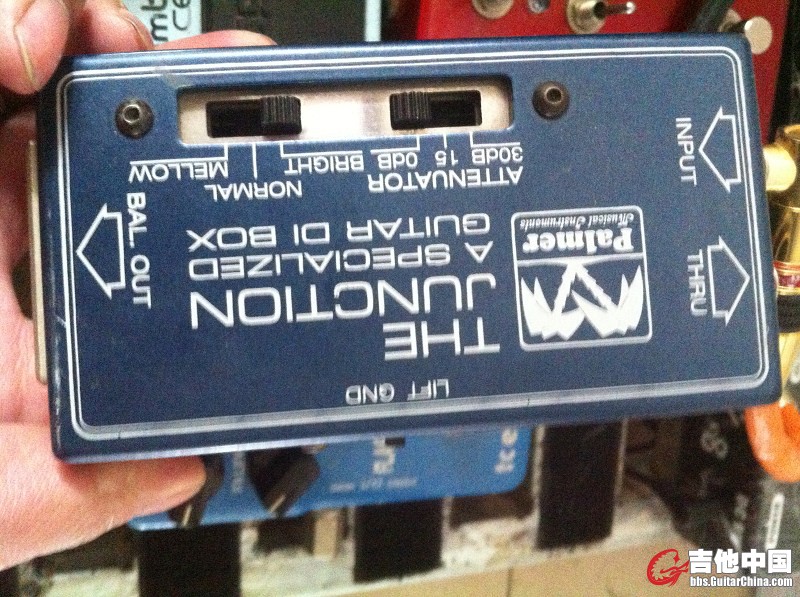 INPUT
THRU
LIFT GND
THE
JUNCTION
A SPECIALIZED
GUITAR DI BOX
Palmer
Musical Instruments
BAL. OUT
ATTENUATOR
30dB 15 0dB
BRIGHT
NORMAL
MELLOW
吉他中国
bbs.GuitarChina.com